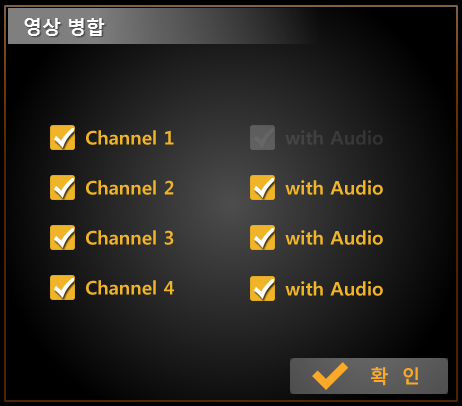 영상 병합
Channel 1 with Audio
Channel 2 with Audio
Channel 3 with Audio
Channel 4 with Audio
확 인